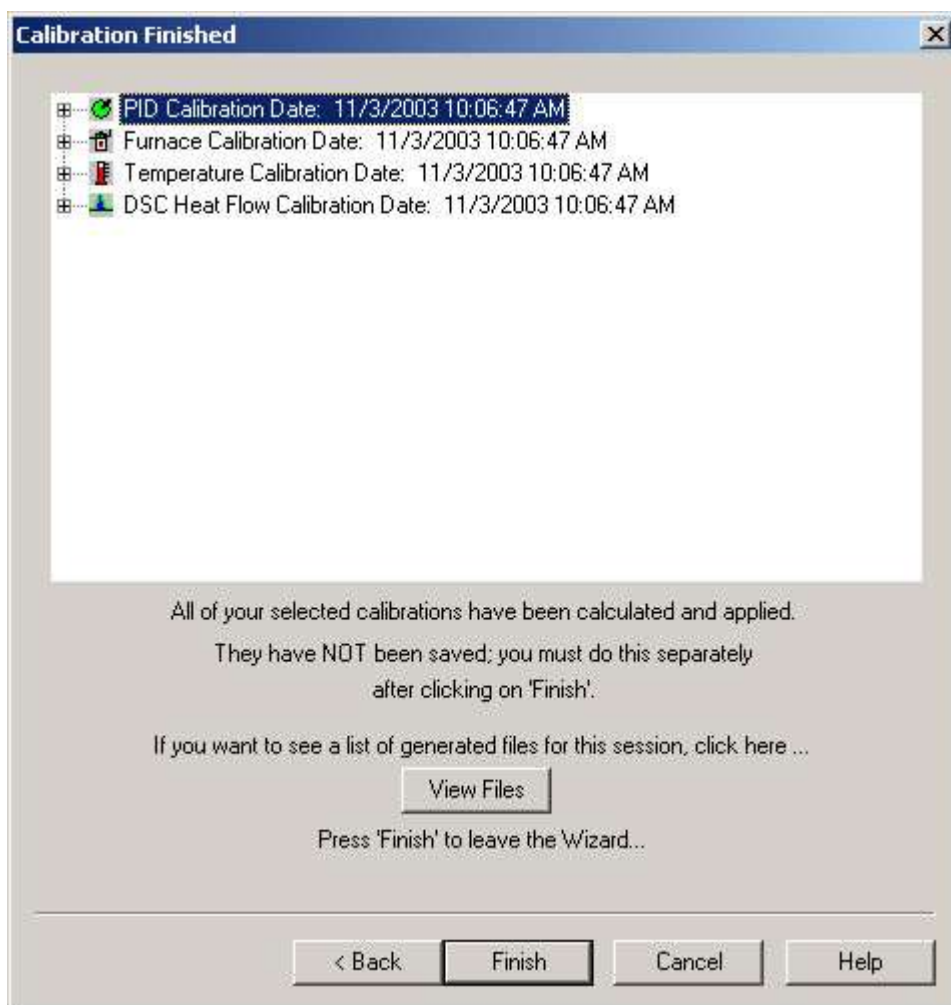 Calibration Finished
PID Calibration Date: 11/3/2003 10:06:47 AM
Furnace Calibration Date: 11/3/2003 10:06:47 AM
Temperature Calibration Date: 11/3/2003 10:06:47 AM
DSC Heat Flow Calibration Date: 11/3/2003 10:06:47 AM
All of your selected calibrations have been calculated and applied.
They have NOT been saved; you must do this separately
after clicking on 'Finish'.
If you want to see a list of generated files for this session, click here ...
View Files
Press 'Finish' to leave the Wizard...
< Back Finish Cancel Help